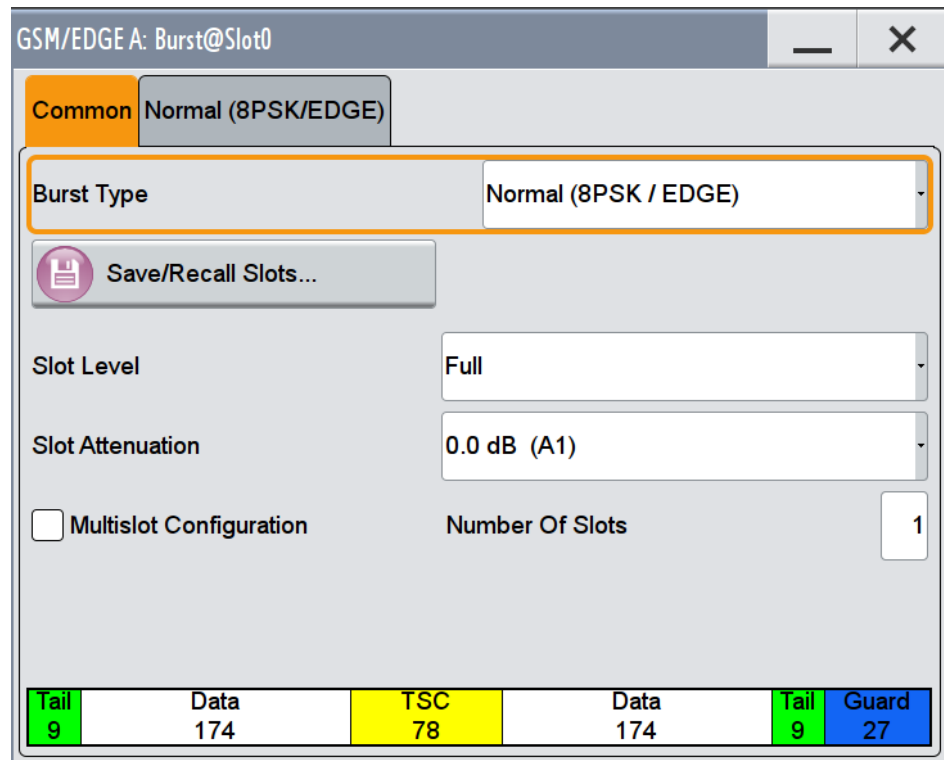 GSM/EDGE A: Burst@Slot0
Common Normal (8PSK/EDGE)
Burst Type Normal (8PSK / EDGE)
Save/Recall Slots...
Slot Level Full
Slot Attenuation 0.0 dB (A1)
Multislot Configuration Number Of Slots 1
Tail Data TSC Data Tail Guard
9 174 78 174 9 27